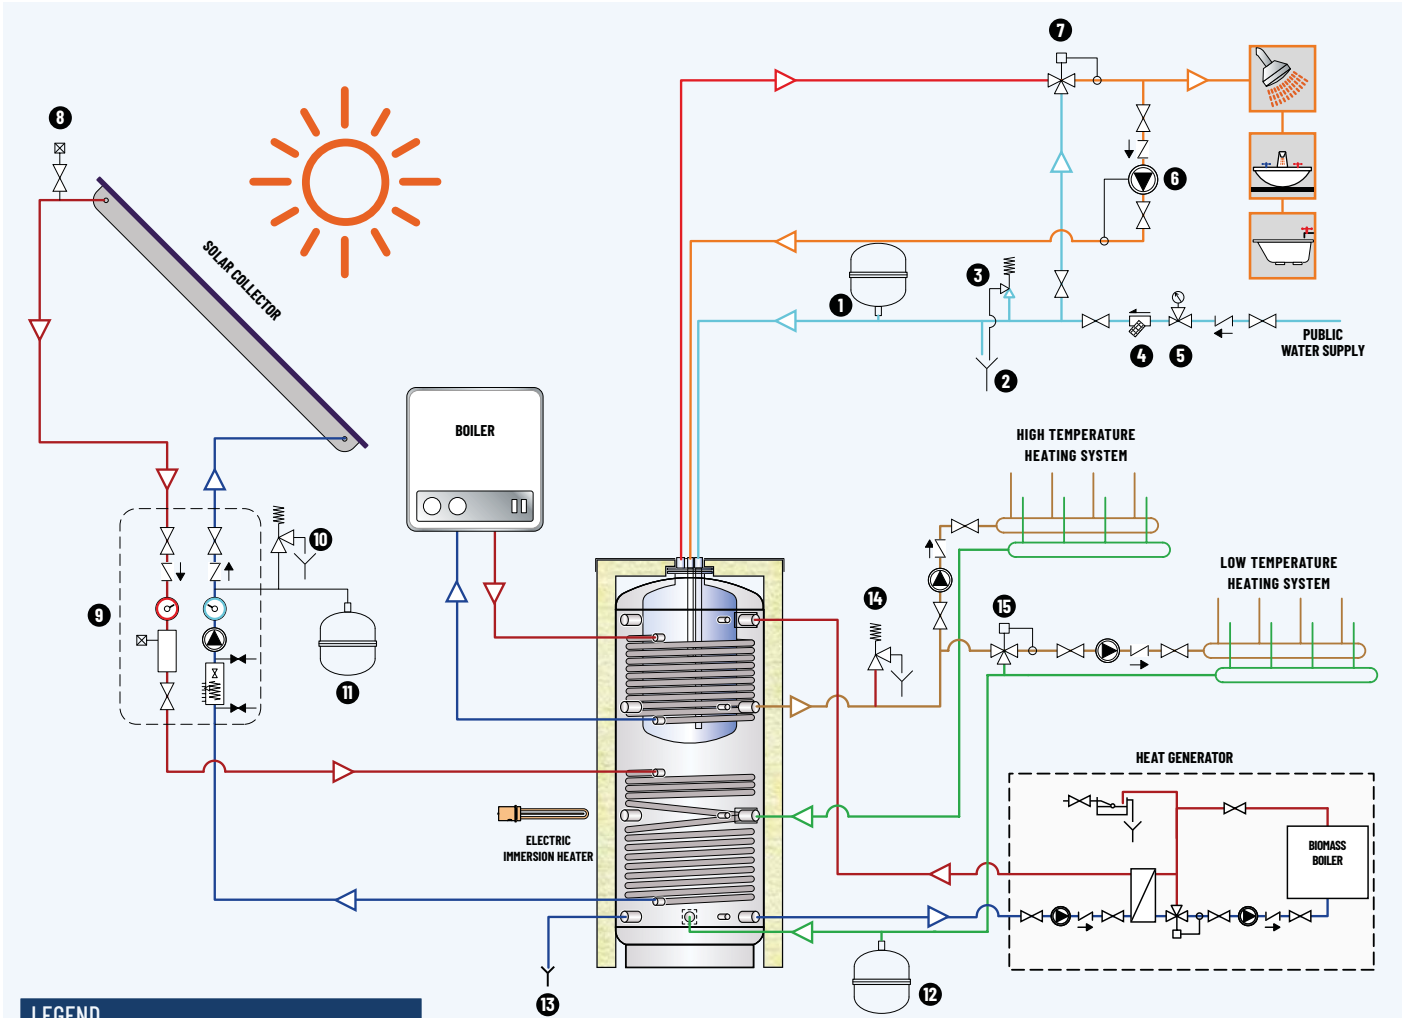 7
8
6
SOLAR COLLECTOR
3
1
PUBLIC
WATER SUPPLY
4
5
2
BOILER
HIGH TEMPERATURE
HEATING SYSTEM
10
LOW TEMPERATURE
HEATING SYSTEM
9
14
15
11
HEAT GENERATOR
ELECTRIC
IMMERSION HEATER
BIOMASS
BOILER
13
12
LEGEND